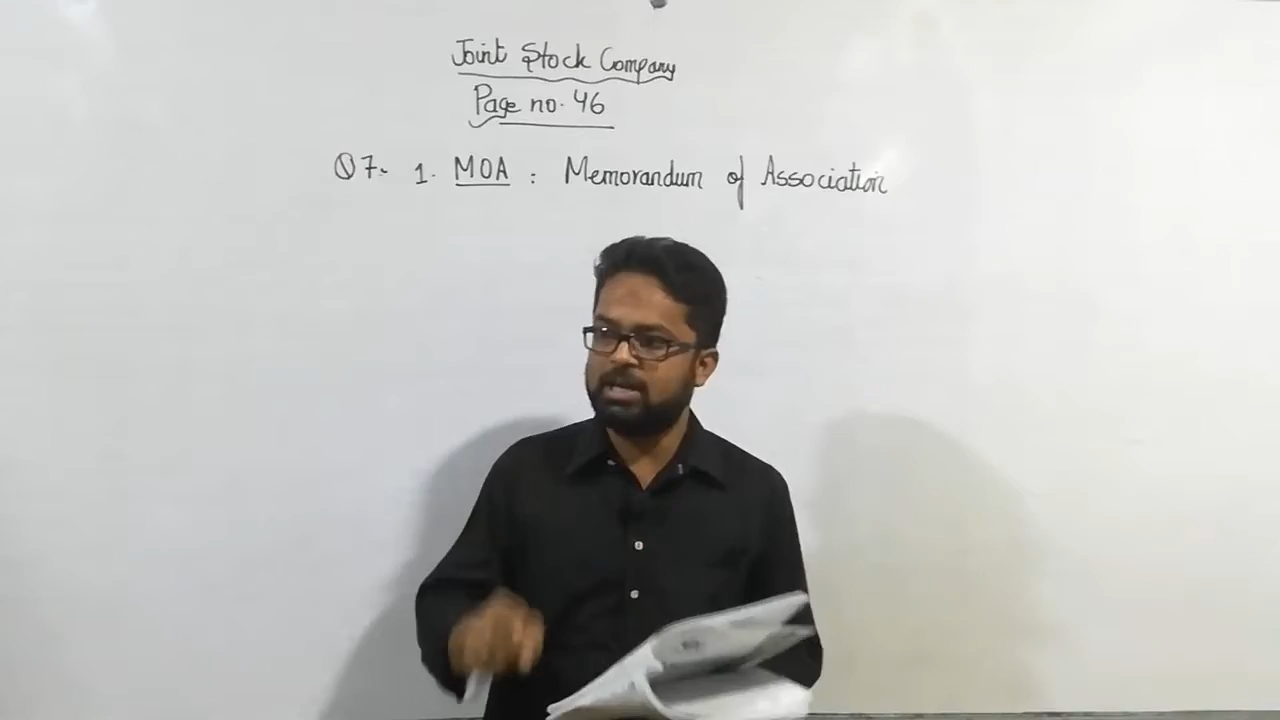 Joint Stock Company
Page no. 46
Q7. 1. MOA : Memorandum of Association